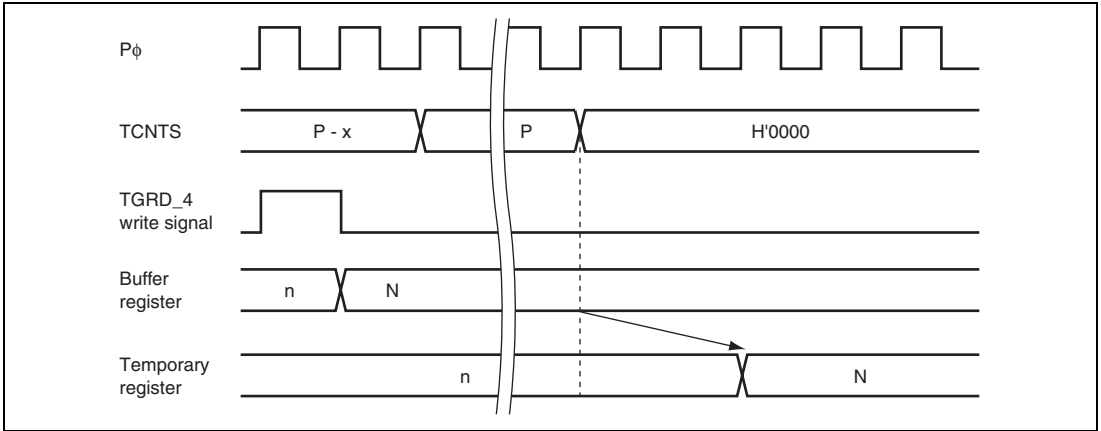 Pϕ
TCNTS
P - x
P
H'0000
TGRD_4
write signal
Buffer
register
n
N
Temporary
register
n
N